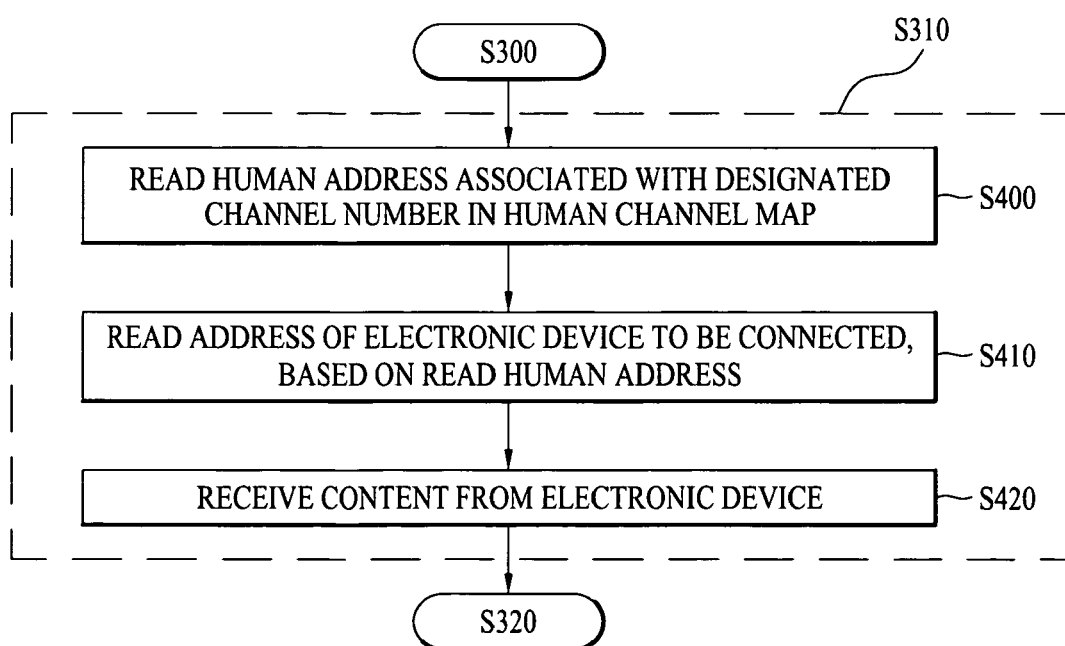 S310
S300
READ HUMAN ADDRESS ASSOCIATED WITH DESIGNATED
CHANNEL NUMBER IN HUMAN CHANNEL MAP
S400
READ ADDRESS OF ELECTRONIC DEVICE TO BE CONNECTED,
BASED ON READ HUMAN ADDRESS
S410
RECEIVE CONTENT FROM ELECTRONIC DEVICE
S420
S320